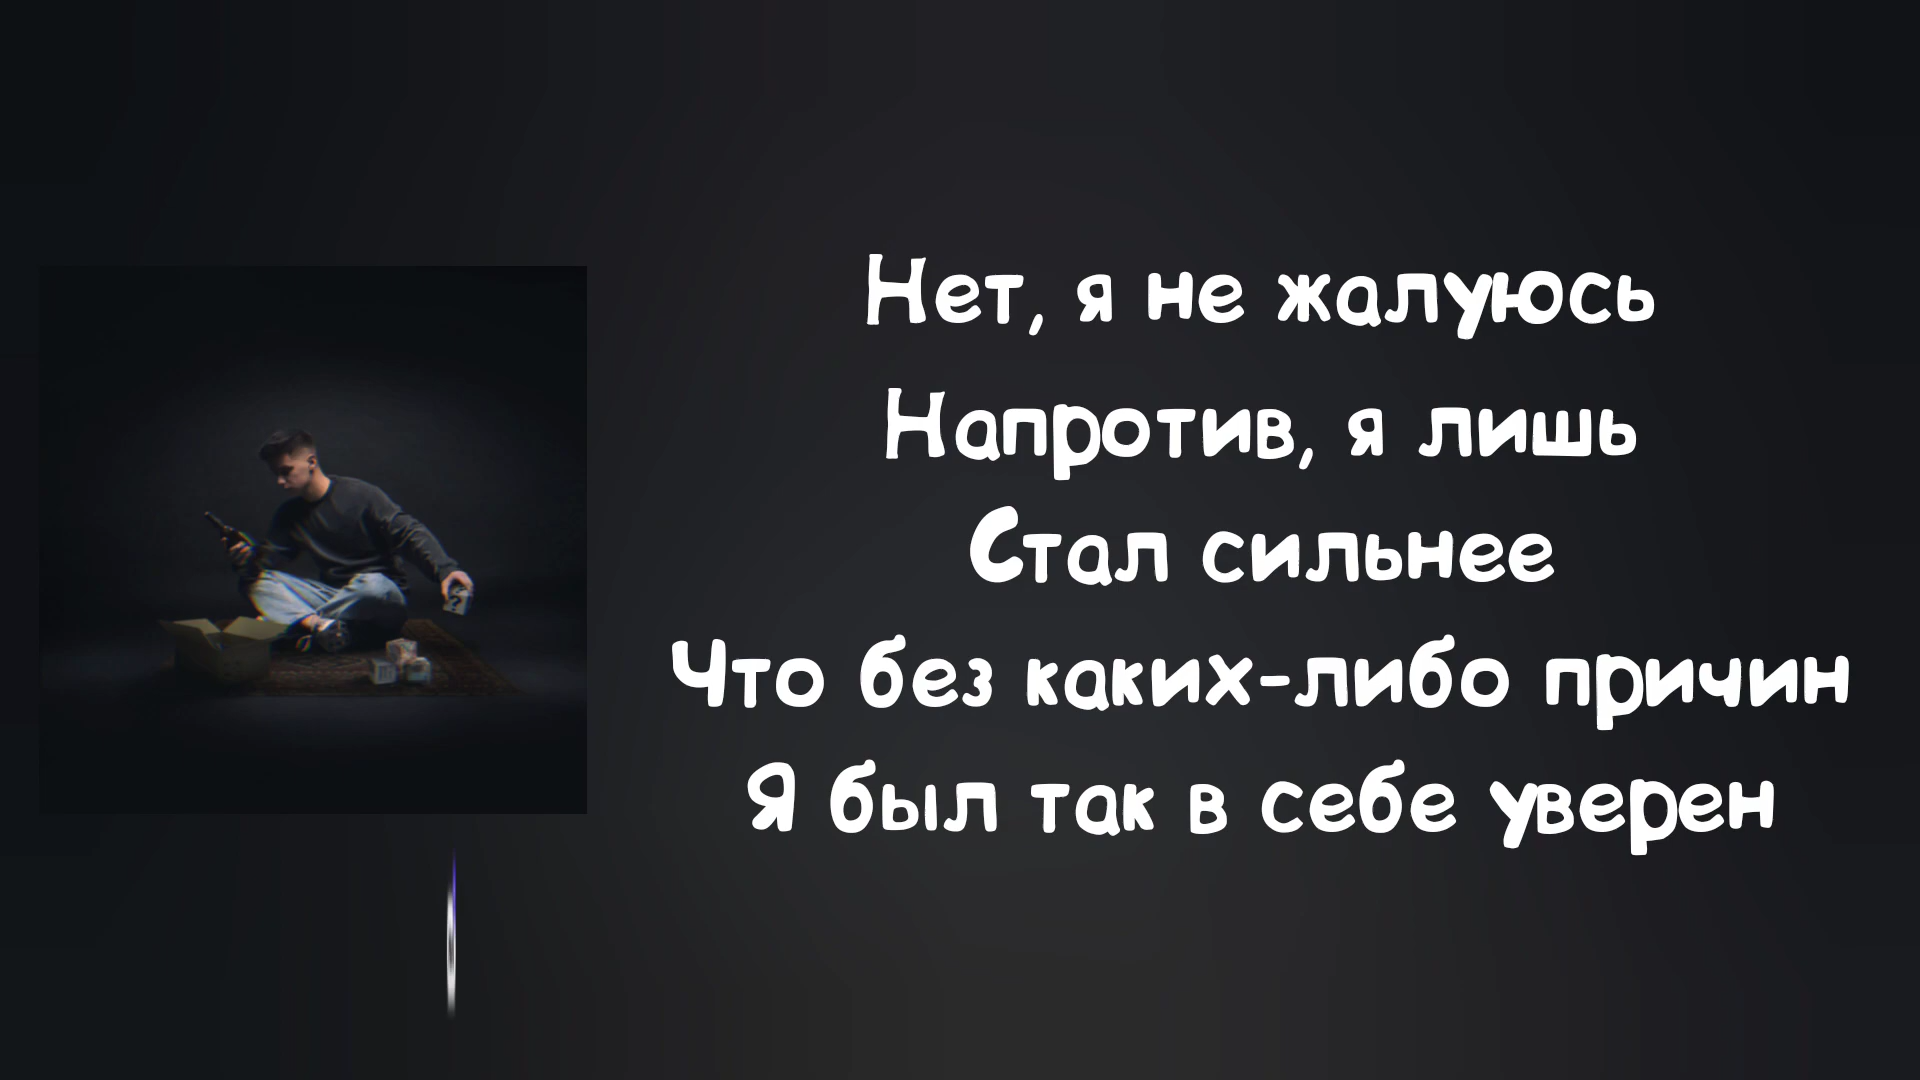 Нет, я не жалуюсь
Напротив, я лишь
Стал сильнее
Что без каких-либо причин
Я был так в себе уверен